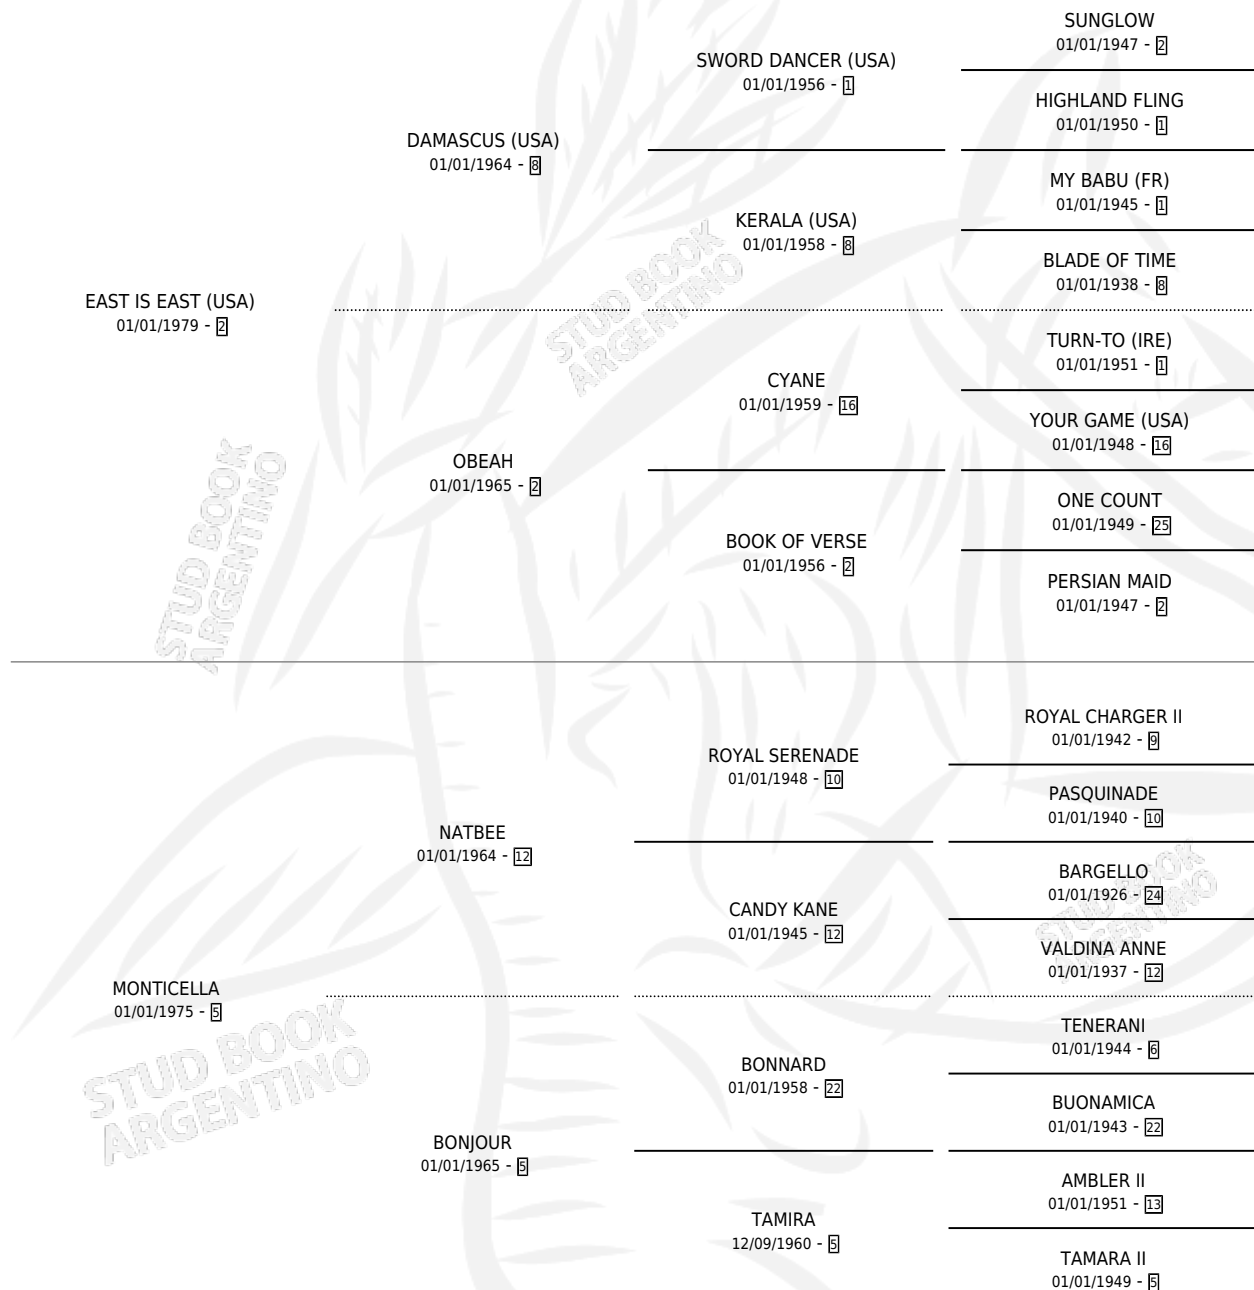 SUNGLOW
01/01/1947 - 2
SWORD DANCER (USA)
01/01/1956 - 1
HIGHLAND FLING
01/01/1950 - 1
DAMASCUS (USA)
01/01/1964 - 8
MY BABU (FR)
01/01/1945 - 1
KERALA (USA)
01/01/1958 - 8
BLADE OF TIME
01/01/1938 - 8
EAST IS EAST (USA)
01/01/1979 - 2
STUD BOOK
ARGENTINO
TURN-TO (IRE)
01/01/1951 - 1
CYANE
01/01/1959 - 16
YOUR GAME (USA)
01/01/1948 - 16
OBEAH
01/01/1965 - 2
ONE COUNT
01/01/1949 - 25
BOOK OF VERSE
01/01/1956 - 2
PERSIAN MAID
01/01/1947 - 2
STUD BOOK
ARGENTINO
ROYAL CHARGER II
01/01/1942 - 9
ROYAL SERENADE
01/01/1948 - 10
PASQUINADE
01/01/1940 - 10
NATBEE
01/01/1964 - 12
BARGELLO
01/01/1926 - 24
CANDY KANE
01/01/1945 - 12
STUD BOOK
ARGENTINO
VALDINA ANNE
01/01/1937 - 12
MONTICELLA
01/01/1975 - 5
STUD BOOK
ARGENTINO
TENERANI
01/01/1944 - 6
BONNARD
01/01/1958 - 22
BUONAMICA
01/01/1943 - 22
BONJOUR
01/01/1965 - 5
AMBLER II
01/01/1951 - 13
TAMIRA
12/09/1960 - 5
TAMARA II
01/01/1949 - 5